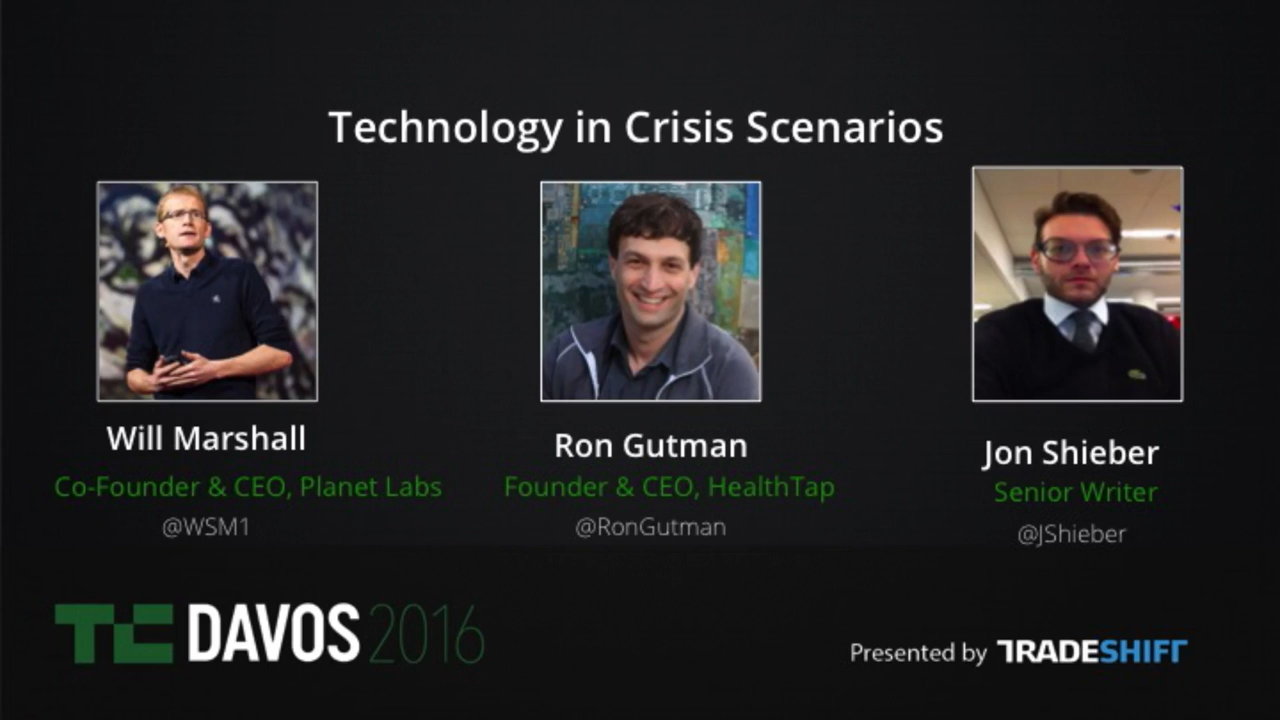 Technology in Crisis Scenarios
Will Marshall
Co-Founder & CEO, Planet Labs
@WSM1
Ron Gutman
Founder & CEO, HealthTap
@RonGutman
Jon Shieber
Senior Writer
@JShieber
TC DAVOS 2016
Presented by TRADESHIFT